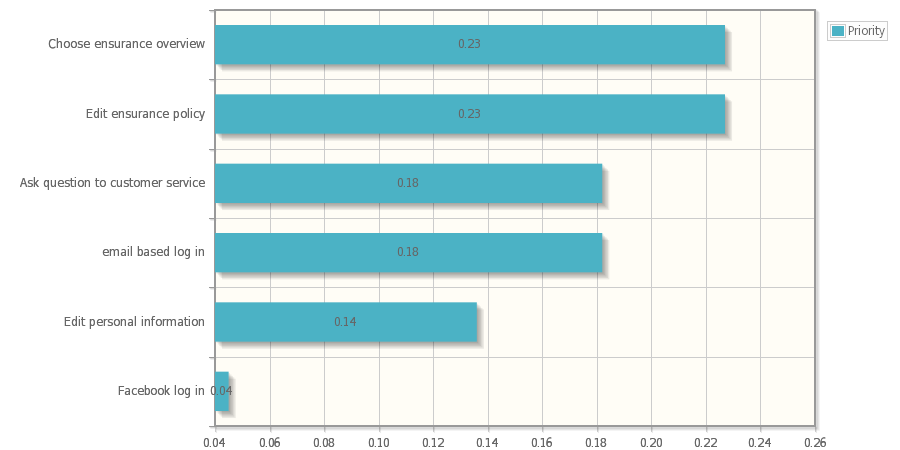 Priority
Choose ensurance overview 0.23
Edit ensurance policy 0.23
Ask question to customer service 0.18
email based log in 0.18
Edit personal information 0.14
Facebook log in 0.04
0.04 0.06 0.08 0.10 0.12 0.14 0.16 0.18 0.20 0.22 0.24 0.26